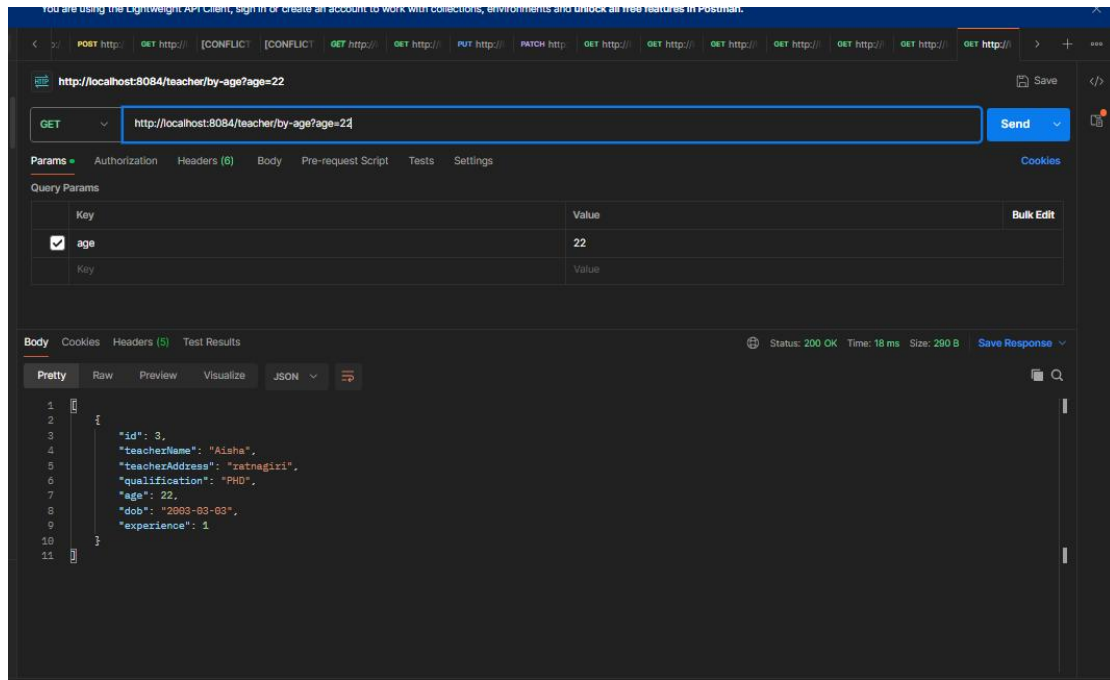 You are using the Lightweight API Client, sign in or create an account to work with collections, environments and unlock all free features in Postman.
POST http:/ GET http:// [CONFLICT [CONFLICT GET http:// GET http:// PUT http:// PATCH http GET http:// GET http:// GET http:// GET http:// GET http:// GET http:// GET http://
HTTP http://localhost:8084/teacher/by-age?age=22 Save
GET http://localhost:8084/teacher/by-age?age=22 Send
Params Authorization Headers (6) Body Pre-request Script Tests Settings Cookies
Query Params
Key Value Bulk Edit
age 22
Key Value
Body Cookies Headers (5) Test Results Status: 200 OK Time: 18 ms Size: 290 B Save Response
Pretty Raw Preview Visualize JSON
1 [
2 {
3 "id": 3,
4 "teacherName": "Aisha",
5 "teacherAddress": "ratnagiri",
6 "qualification": "PHD",
7 "age": 22,
8 "dob": "2003-03-03",
9 "experience": 1
10 }
11 ]